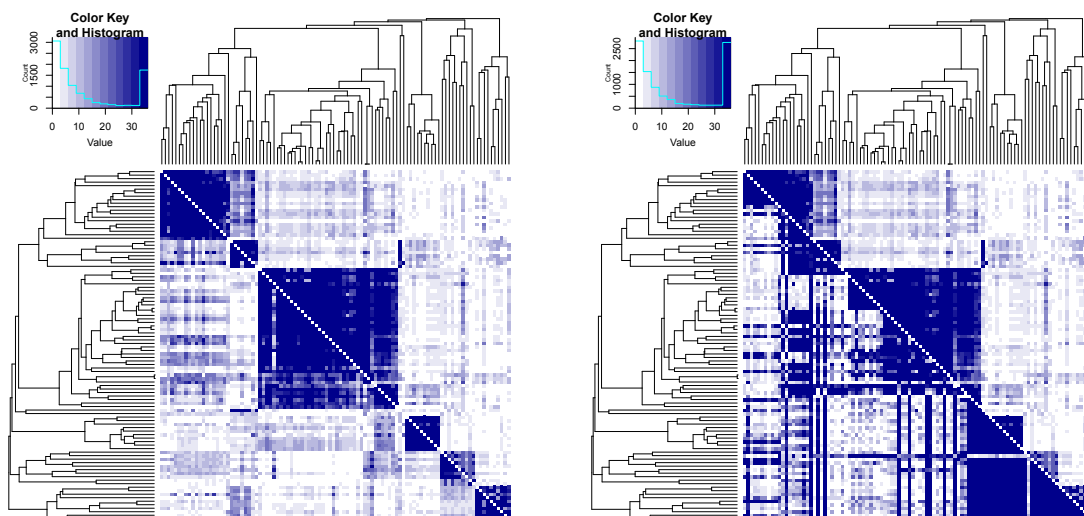 Color Key
and Histogram
Count
0 1500 3000
0 10 20 30
Value
Color Key
and Histogram
Count
0 1000 2500
0 10 20 30
Value